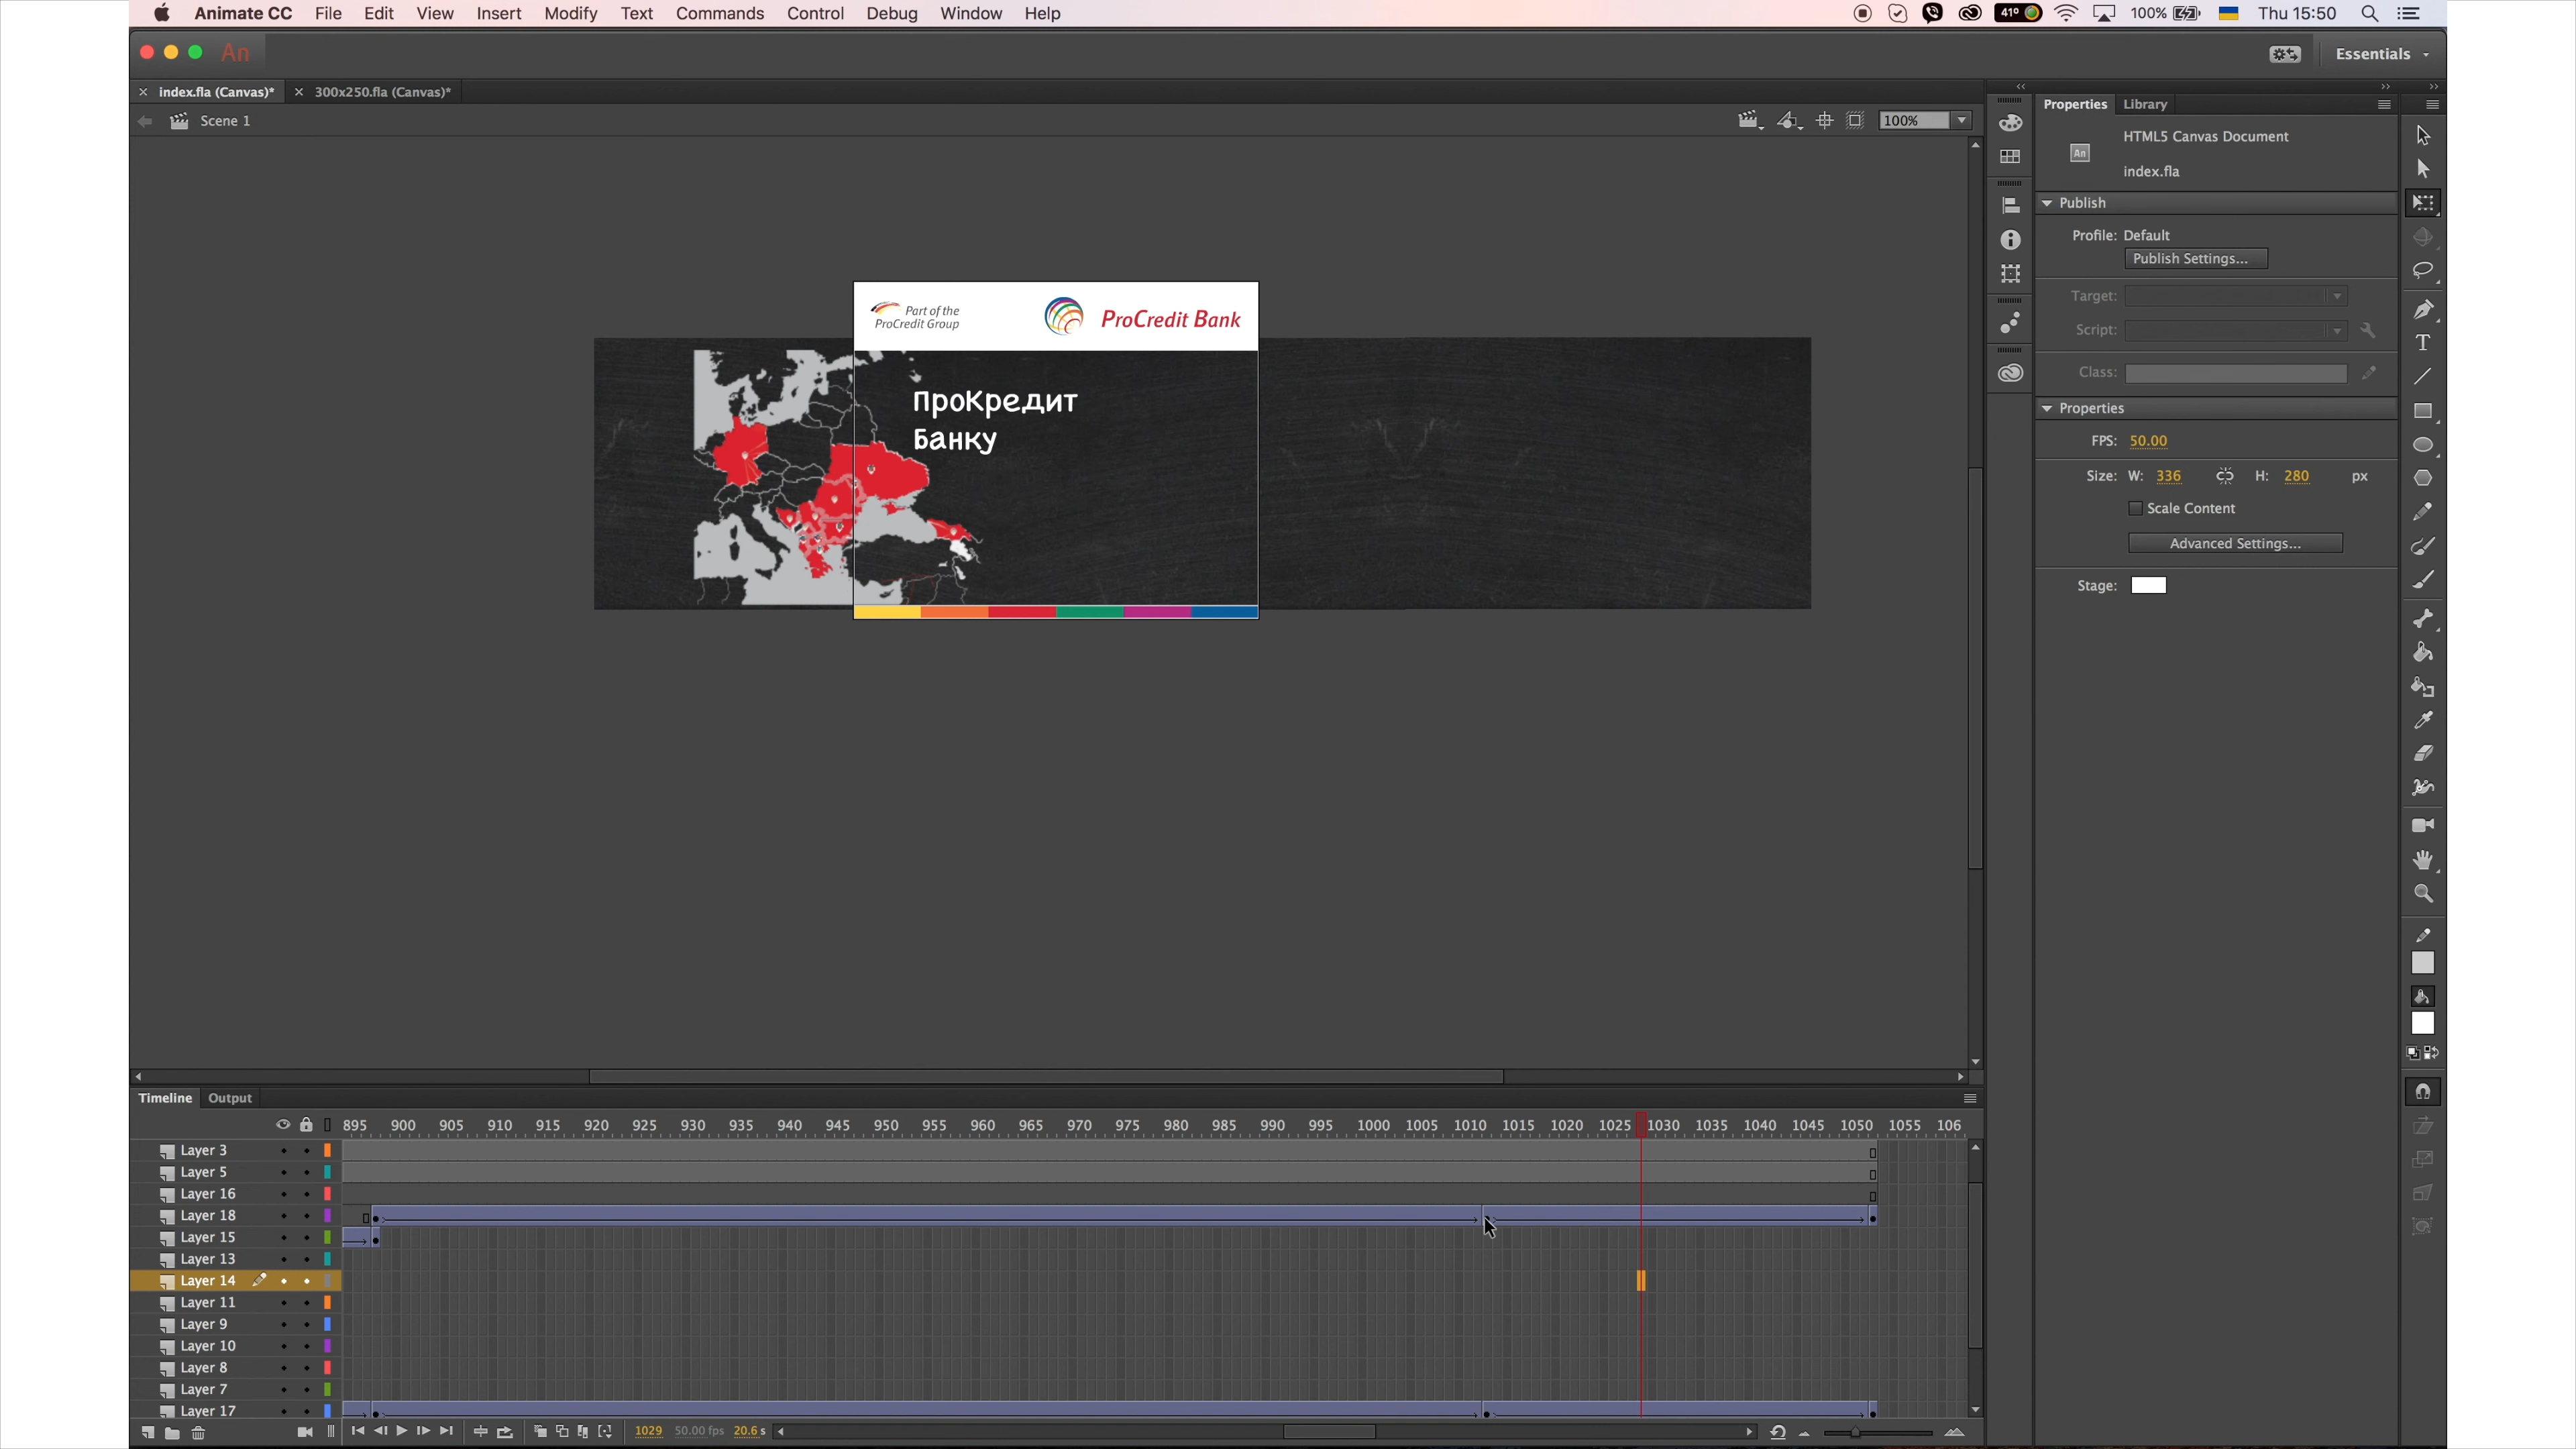 Animate CC File Edit View Insert Modify Text Commands Control Debug Window Help 41° 100% Thu 15:50
An Essentials
index.fla (Canvas)* 300x250.fla (Canvas)*
Scene 1 100%
Part of the
ProCredit Group
ProCredit Bank
ПроКредит
Банку
Properties Library
HTML5 Canvas Document
An
index.fla
Publish
Profile: Default
Publish Settings...
Target:
Script:
Class:
Properties
FPS: 50.00
Size: W: 336 H: 280 px
Scale Content
Advanced Settings...
Stage:
Timeline Output
895 900 905 910 915 920 925 930 935 940 945 950 955 960 965 970 975 980 985 990 995 1000 1005 1010 1015 1020 1025 1030 1035 1040 1045 1050 1055 106
Layer 3
Layer 5
Layer 16
Layer 18
Layer 15
Layer 13
Layer 14
Layer 11
Layer 9
Layer 10
Layer 8
Layer 7
Layer 17
1029 50.00 fps 20.6 s